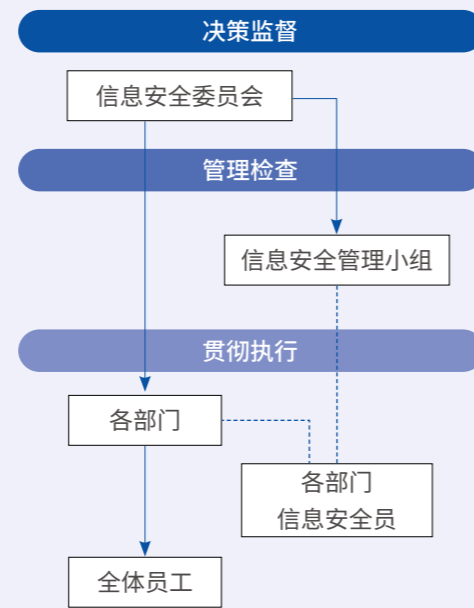 决策监督
信息安全委员会
管理检查
信息安全管理小组
贯彻执行
各部门
各部门
信息安全员
全体员工